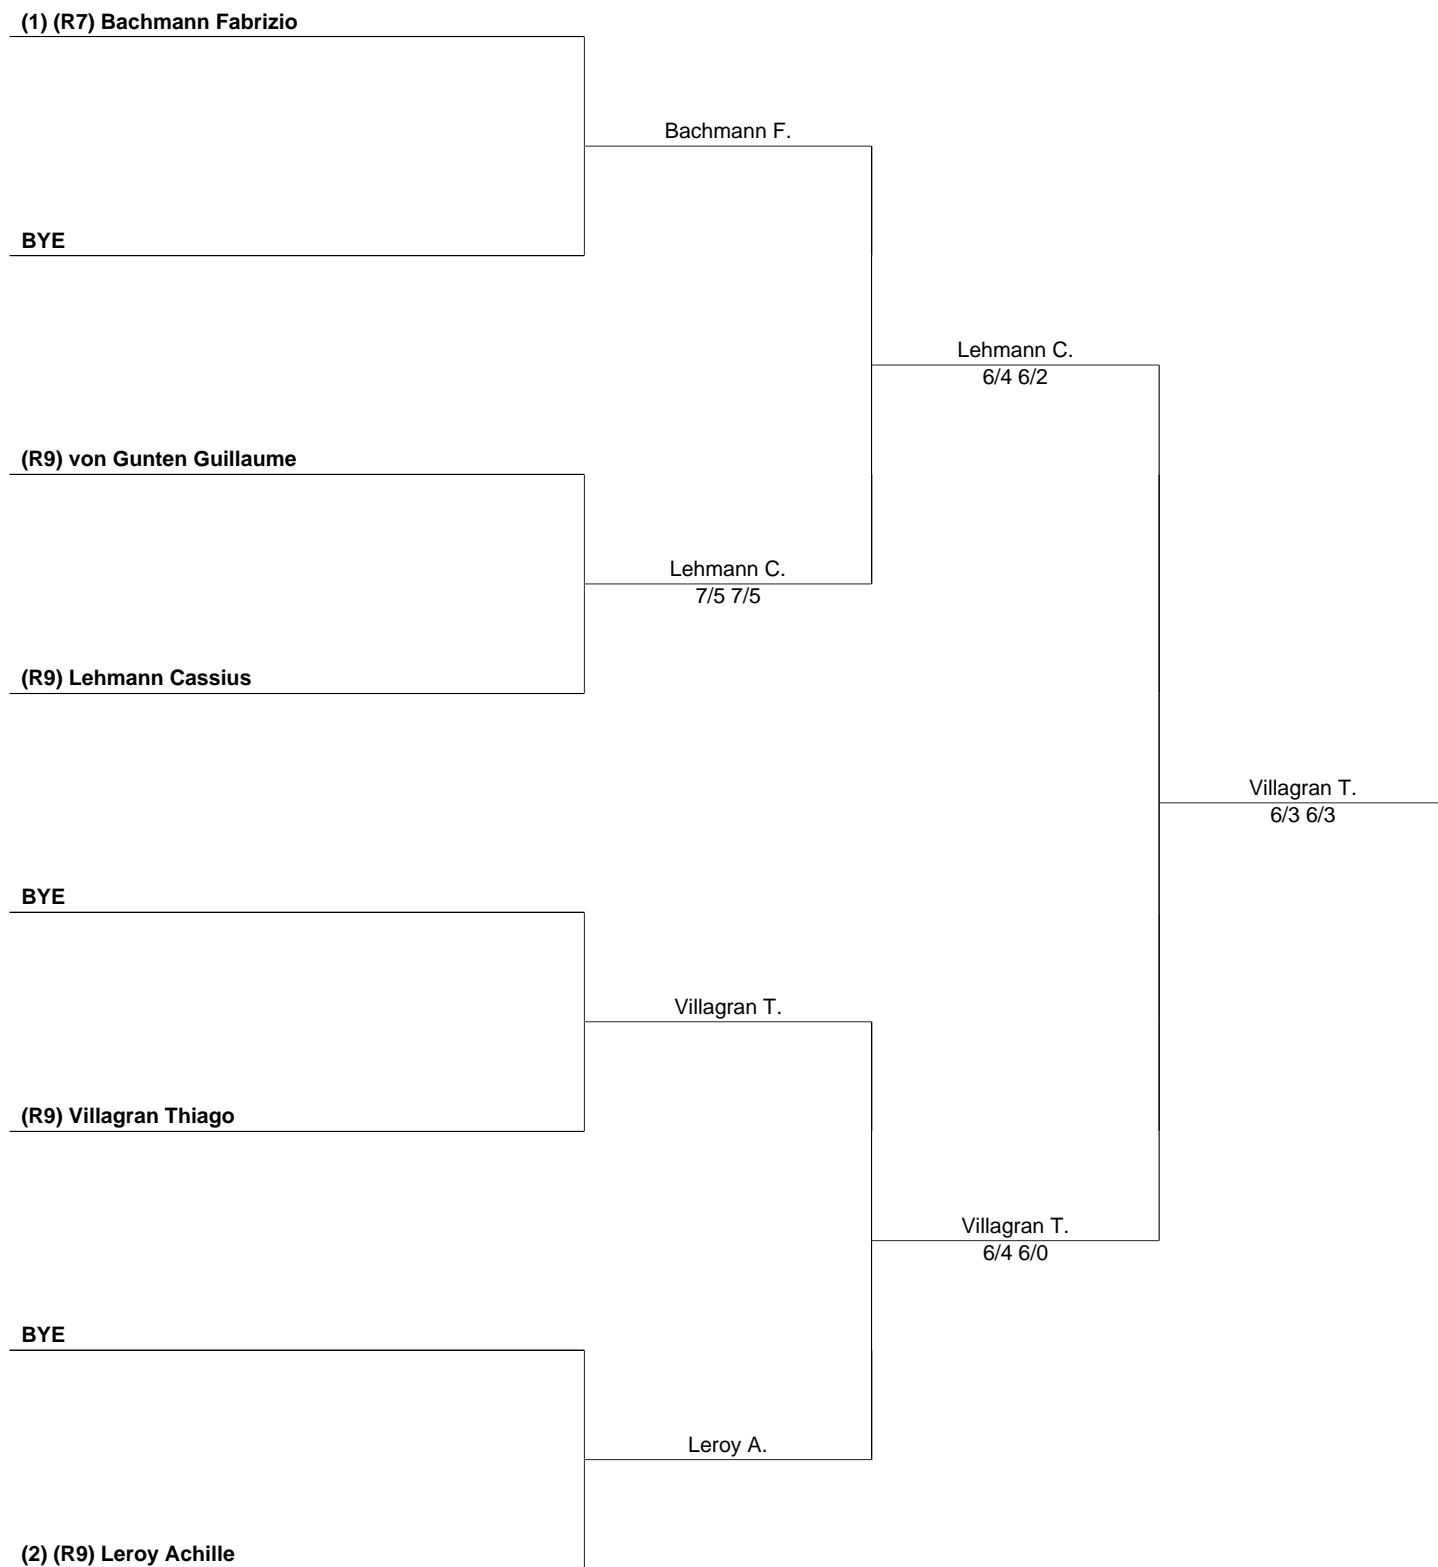 (1) (R7) Bachmann Fabrizio
Bachmann F.
BYE
Lehmann C.
6/4 6/2
(R9) von Gunten Guillaume
Lehmann C.
7/5 7/5
(R9) Lehmann Cassius
Villagran T.
6/3 6/3
BYE
Villagran T.
(R9) Villagran Thiago
Villagran T.
6/4 6/0
BYE
Leroy A.
(2) (R9) Leroy Achille